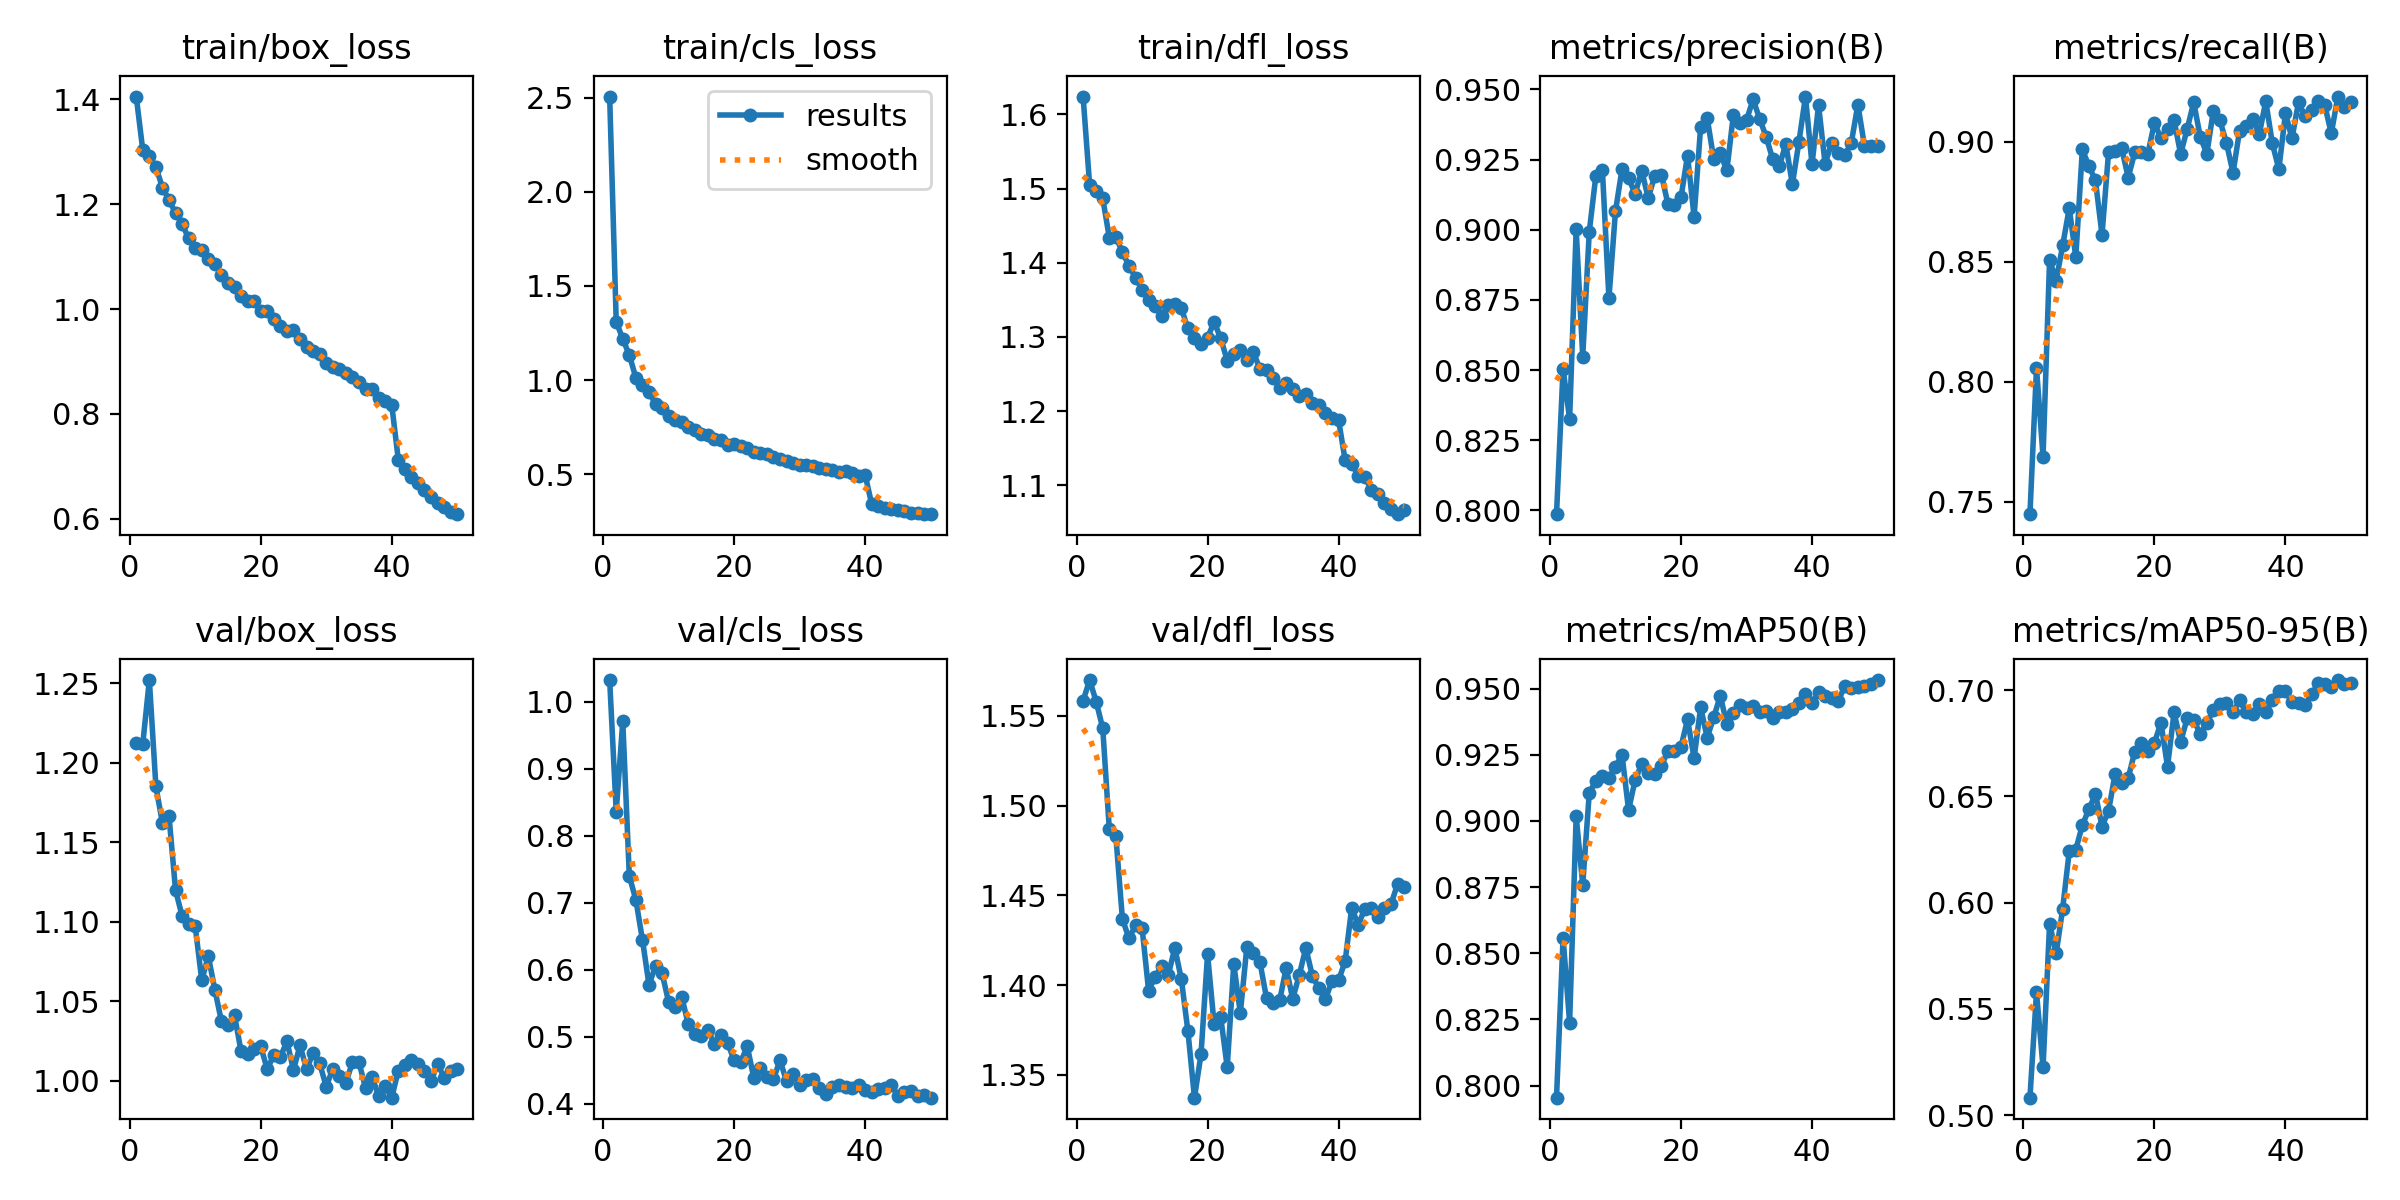 train/box_loss
train/cls_loss
train/dfl_loss
metrics/precision(B)
metrics/recall(B)
1.4
1.2
1.0
0.8
0.6
0 20 40
2.5
2.0
1.5
1.0
0.5
results
smooth
0 20 40
1.6
1.5
1.4
1.3
1.2
1.1
0 20 40
0.950
0.925
0.900
0.875
0.850
0.825
0.800
0 20 40
0.90
0.85
0.80
0.75
0 20 40
val/box_loss
val/cls_loss
val/dfl_loss
metrics/mAP50(B)
metrics/mAP50-95(B)
1.25
1.20
1.15
1.10
1.05
1.00
0 20 40
1.0
0.9
0.8
0.7
0.6
0.5
0.4
0 20 40
1.55
1.50
1.45
1.40
1.35
0 20 40
0.950
0.925
0.900
0.875
0.850
0.825
0.800
0 20 40
0.70
0.65
0.60
0.55
0.50
0 20 40